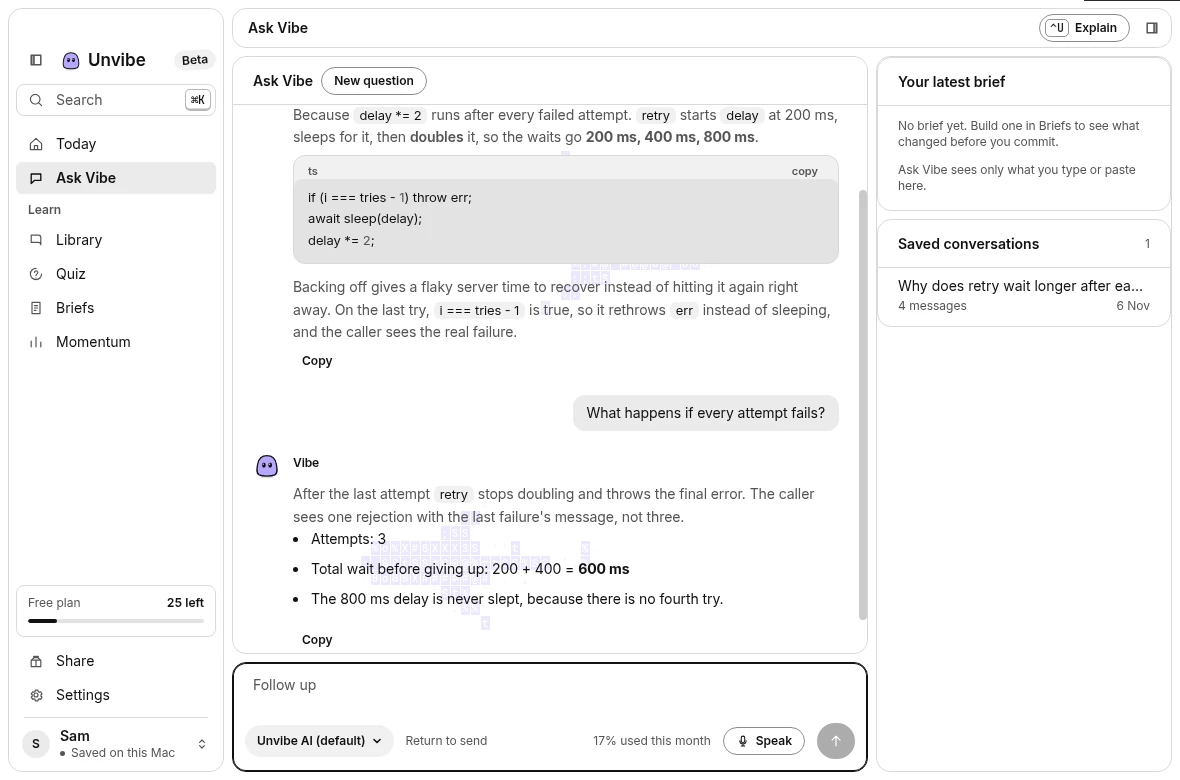 Unvibe
Beta
Search
⌘K
Today
Ask Vibe
Learn
Library
Quiz
Briefs
Momentum
Free plan
25 left
Share
Settings
S
Sam
Saved on this Mac
Ask Vibe
^U
Explain
Ask Vibe
New question
Because delay *= 2 runs after every failed attempt. retry starts delay at 200 ms,
sleeps for it, then doubles it, so the waits go 200 ms, 400 ms, 800 ms.
ts
copy
if (i === tries - 1) throw err;
await sleep(delay);
delay *= 2;
Backing off gives a flaky server time to recover instead of hitting it again right
away. On the last try, i === tries - 1 is true, so it rethrows err instead of sleeping,
and the caller sees the real failure.
Copy
What happens if every attempt fails?
Vibe
After the last attempt retry stops doubling and throws the final error. The caller
sees one rejection with the last failure's message, not three.
• Attempts: 3
• Total wait before giving up: 200 + 400 = 600 ms
• The 800 ms delay is never slept, because there is no fourth try.
Copy
Follow up
Unvibe AI (default)
Return to send
17% used this month
Speak
Your latest brief
No brief yet. Build one in Briefs to see what
changed before you commit.
Ask Vibe sees only what you type or paste
here.
Saved conversations
1
Why does retry wait longer after ea...
4 messages
6 Nov